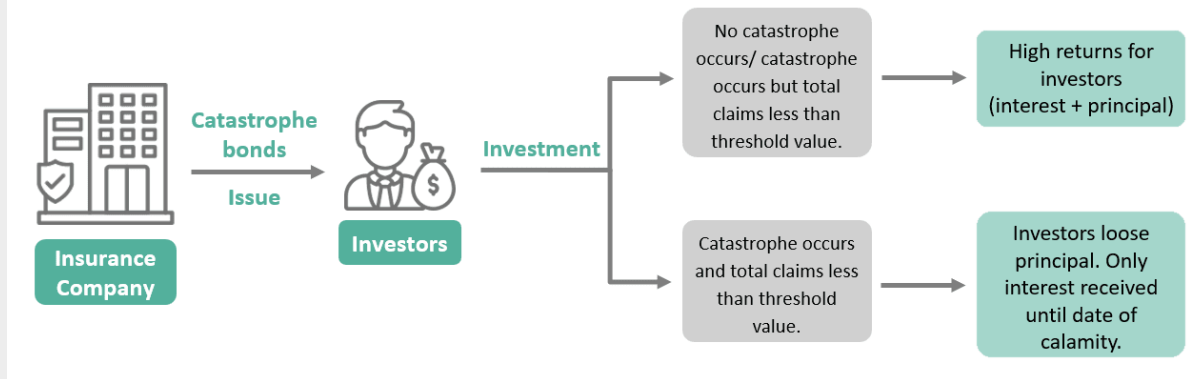 Insurance
Company
Catastrophe
bonds
Issue
$
Investors
Investment
No catastrophe
occurs/ catastrophe
occurs but total
claims less than
threshold value.
High returns for
investors
(interest + principal)
Catastrophe occurs
and total claims less
than threshold
value.
Investors loose
principal. Only
interest received
until date of
calamity.